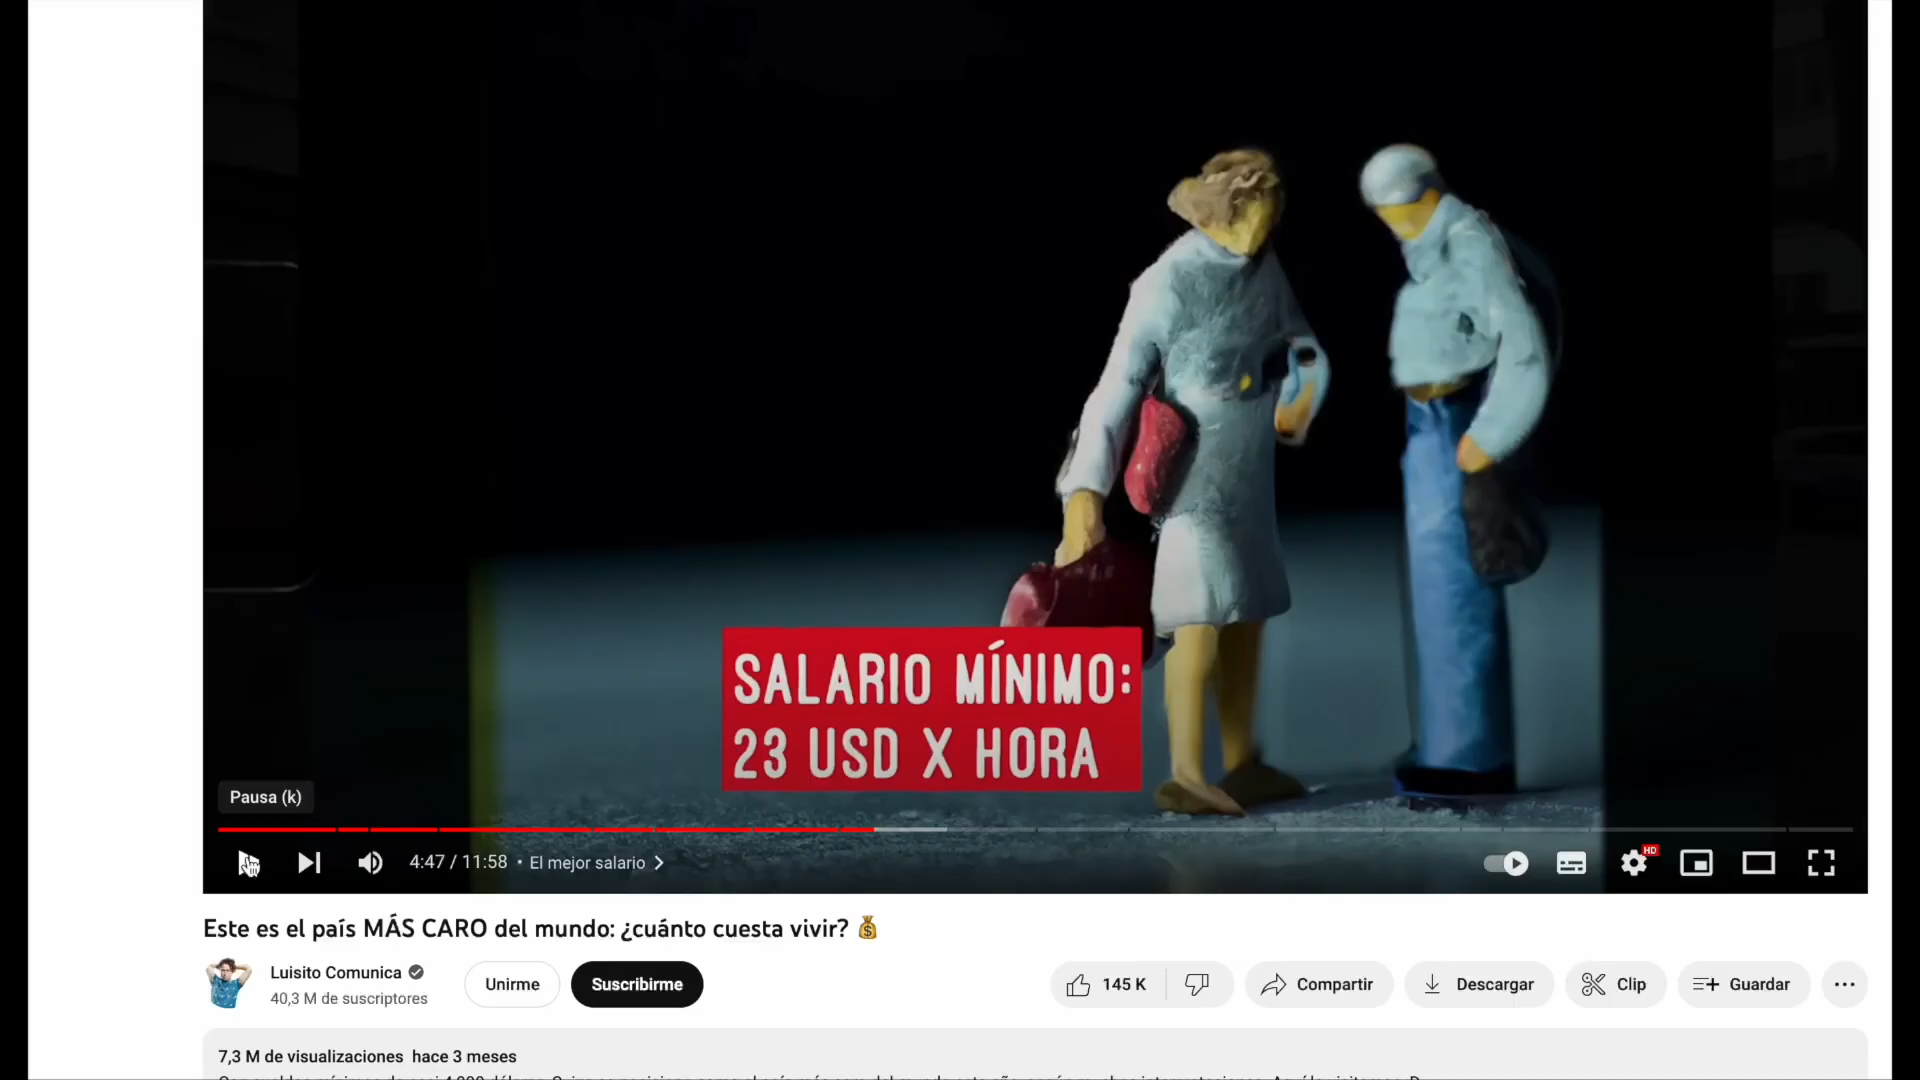 SALARIO MÍNIMO:
23 USD X HORA
Pausa (k)
4:47 / 11:58 • El mejor salario
HD
Este es el país MÁS CARO del mundo: ¿cuánto cuesta vivir? 💰
Luisito Comunica
40,3 M de suscriptores
Unirme
Suscribirme
145 K
Compartir
Descargar
Clip
Guardar
7,3 M de visualizaciones hace 3 meses